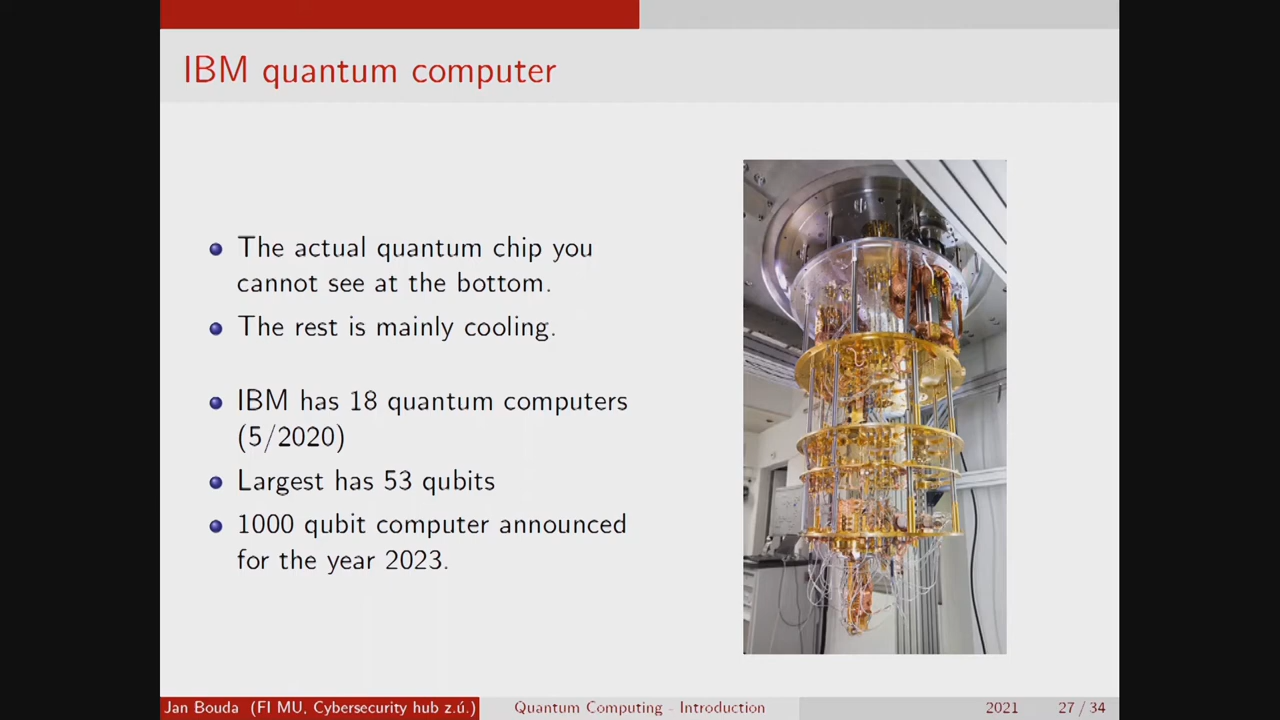 IBM quantum computer
The actual quantum chip you
cannot see at the bottom.
The rest is mainly cooling.
IBM has 18 quantum computers
(5/2020)
Largest has 53 qubits
1000 qubit computer announced
for the year 2023.
Jan Bouda (FI MU, Cybersecurity hub z.ú.) Quantum Computing - Introduction 2021 27 / 34